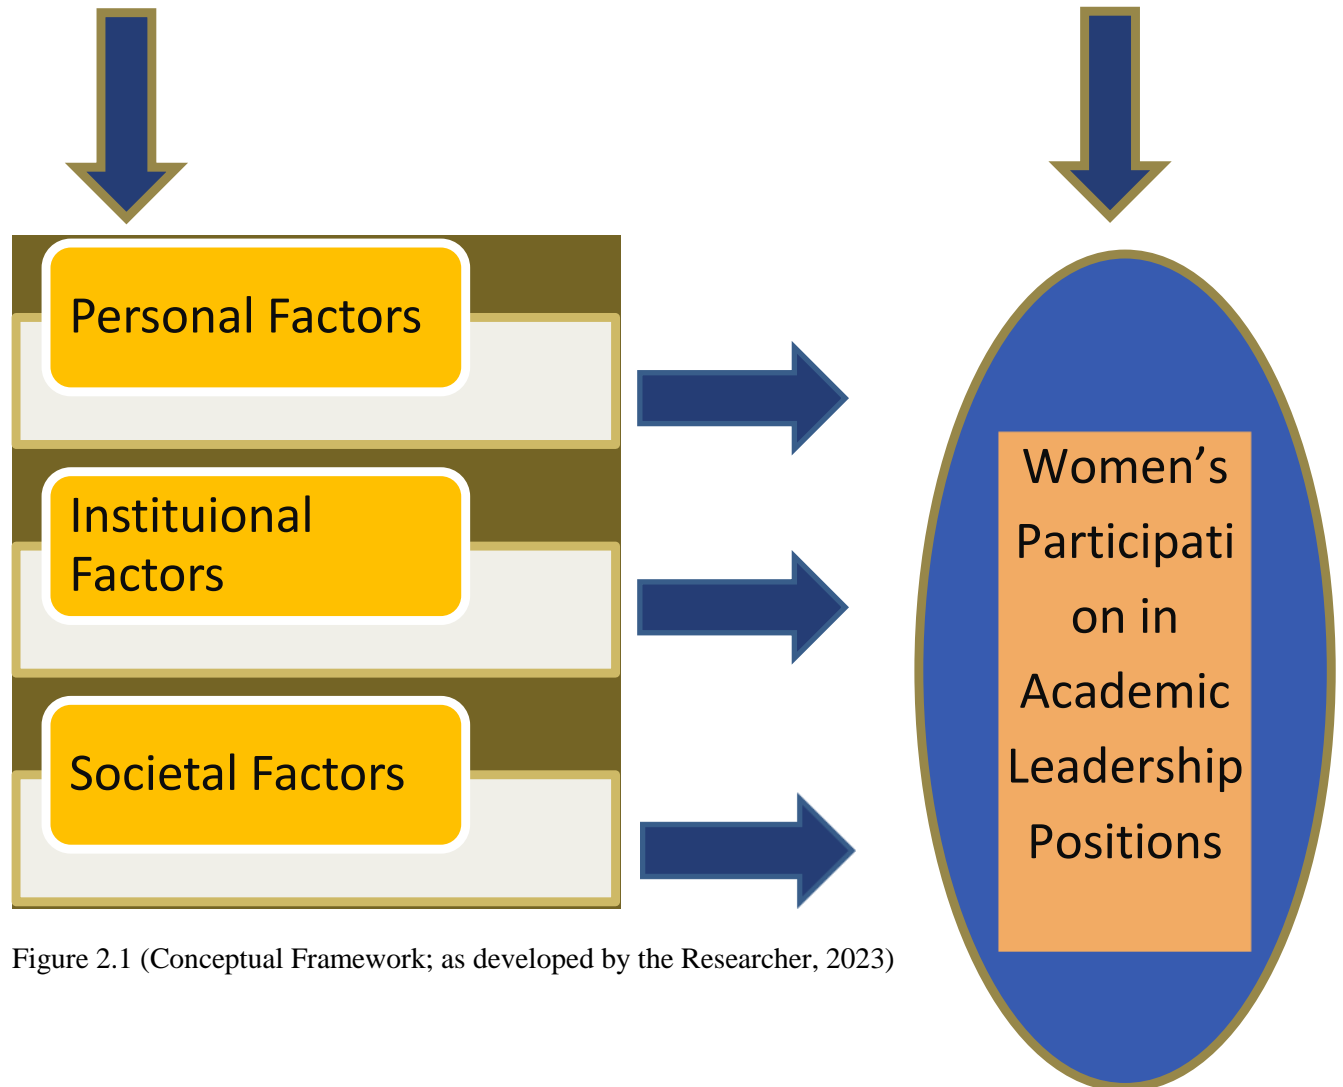 Personal Factors
Instituional
Factors
Societal Factors
Women’s
Participati
on in
Academic
Leadership
Positions
Figure 2.1 (Conceptual Framework; as developed by the Researcher, 2023)